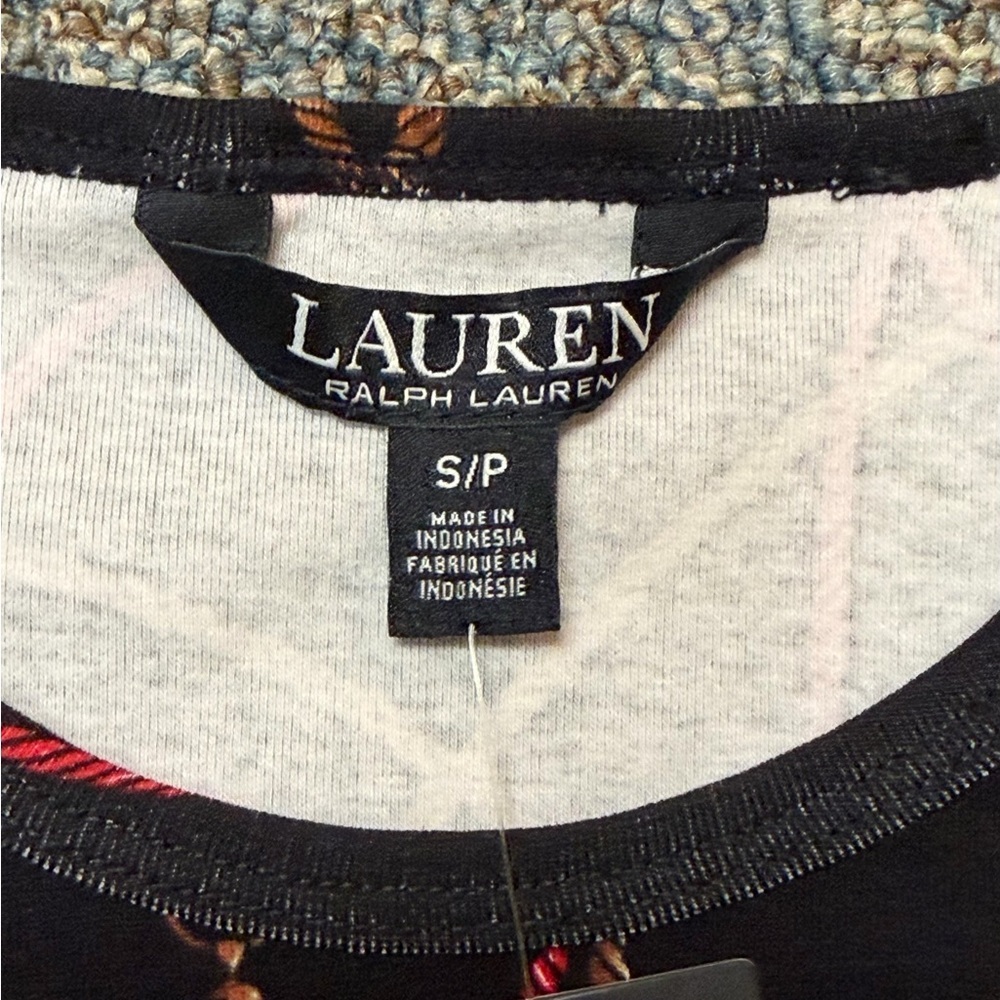 LAUREN
RALPH LAUREN
S/P
MADE IN
INDONESIA
FABRIQUÉ EN
INDONÉSIE